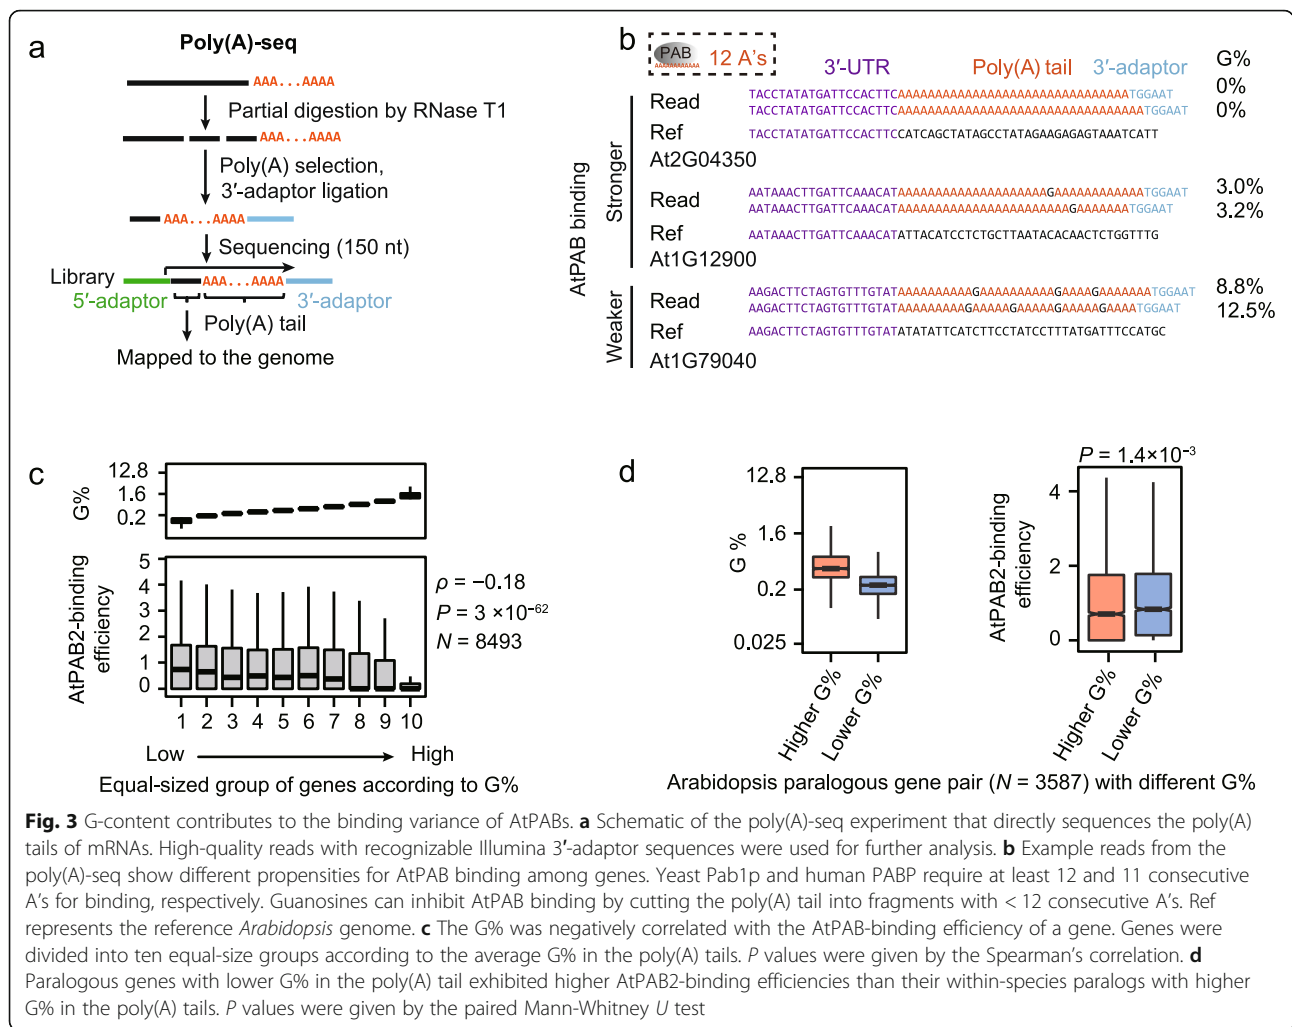 a
Poly(A)-seq
AAA...AAAA
Partial digestion by RNase T1
AAA...AAAA
Poly(A) selection,
3′-adaptor ligation
AAA...AAAA
Sequencing (150 nt)
Library
AAA...AAAA
5′-adaptor
3′-adaptor
Poly(A) tail
Mapped to the genome
b
PAB
12 A's
3′-UTR
Poly(A) tail
3′-adaptor
G%
AtPAB binding
Stronger
Read
0%
0%
Ref
TACCTATATGATTCCACTTCCATCAGCTATAGCCTATAGAAGAGAGTAAATCATT
At2G04350
Read
3.0%
3.2%
Ref
AATAAACTTGATTCAAACATATTACATCCTCTGCTTAATACACAACTCTGGTTTG
At1G12900
Weaker
Read
AAGACTTCTAGTGTTTGTATAAAAAAAAAAGAAAAAAAAAAGAAAAGAAAAAAATGGAAT
8.8%
AAGACTTCTAGTGTTTGTATAAAAAAAAAGAAAAAGAAAAAGAAAAAGAAAATGGAAT
12.5%
Ref
AAGACTTCTAGTGTTTGTATATATATTCATCTTCCTATCCTTTATGATTTCCATGC
At1G79040
c
G%
12.8
1.6
0.2
AtPAB2-binding
efficiency
5
4
3
2
1
0
ρ = −0.18
P = 3 ×10⁻⁶²
N = 8493
1 2 3 4 5 6 7 8 9 10
Low
High
Equal-sized group of genes according to G%
d
G %
12.8
1.6
0.2
0.025
Higher G%
Lower G%
P = 1.4×10⁻³
AtPAB2-binding
efficiency
4
2
0
Higher G%
Lower G%
Arabidopsis paralogous gene pair (N = 3587) with different G%
Fig. 3 G-content contributes to the binding variance of AtPABs. a Schematic of the poly(A)-seq experiment that directly sequences the poly(A)
tails of mRNAs. High-quality reads with recognizable Illumina 3′-adaptor sequences were used for further analysis. b Example reads from the
poly(A)-seq show different propensities for AtPAB binding among genes. Yeast Pab1p and human PABP require at least 12 and 11 consecutive
A's for binding, respectively. Guanosines can inhibit AtPAB binding by cutting the poly(A) tail into fragments with < 12 consecutive A's. Ref
represents the reference Arabidopsis genome. c The G% was negatively correlated with the AtPAB-binding efficiency of a gene. Genes were
divided into ten equal-size groups according to the average G% in the poly(A) tails. P values were given by the Spearman's correlation. d
Paralogous genes with lower G% in the poly(A) tail exhibited higher AtPAB2-binding efficiencies than their within-species paralogs with higher
G% in the poly(A) tails. P values were given by the paired Mann-Whitney U test